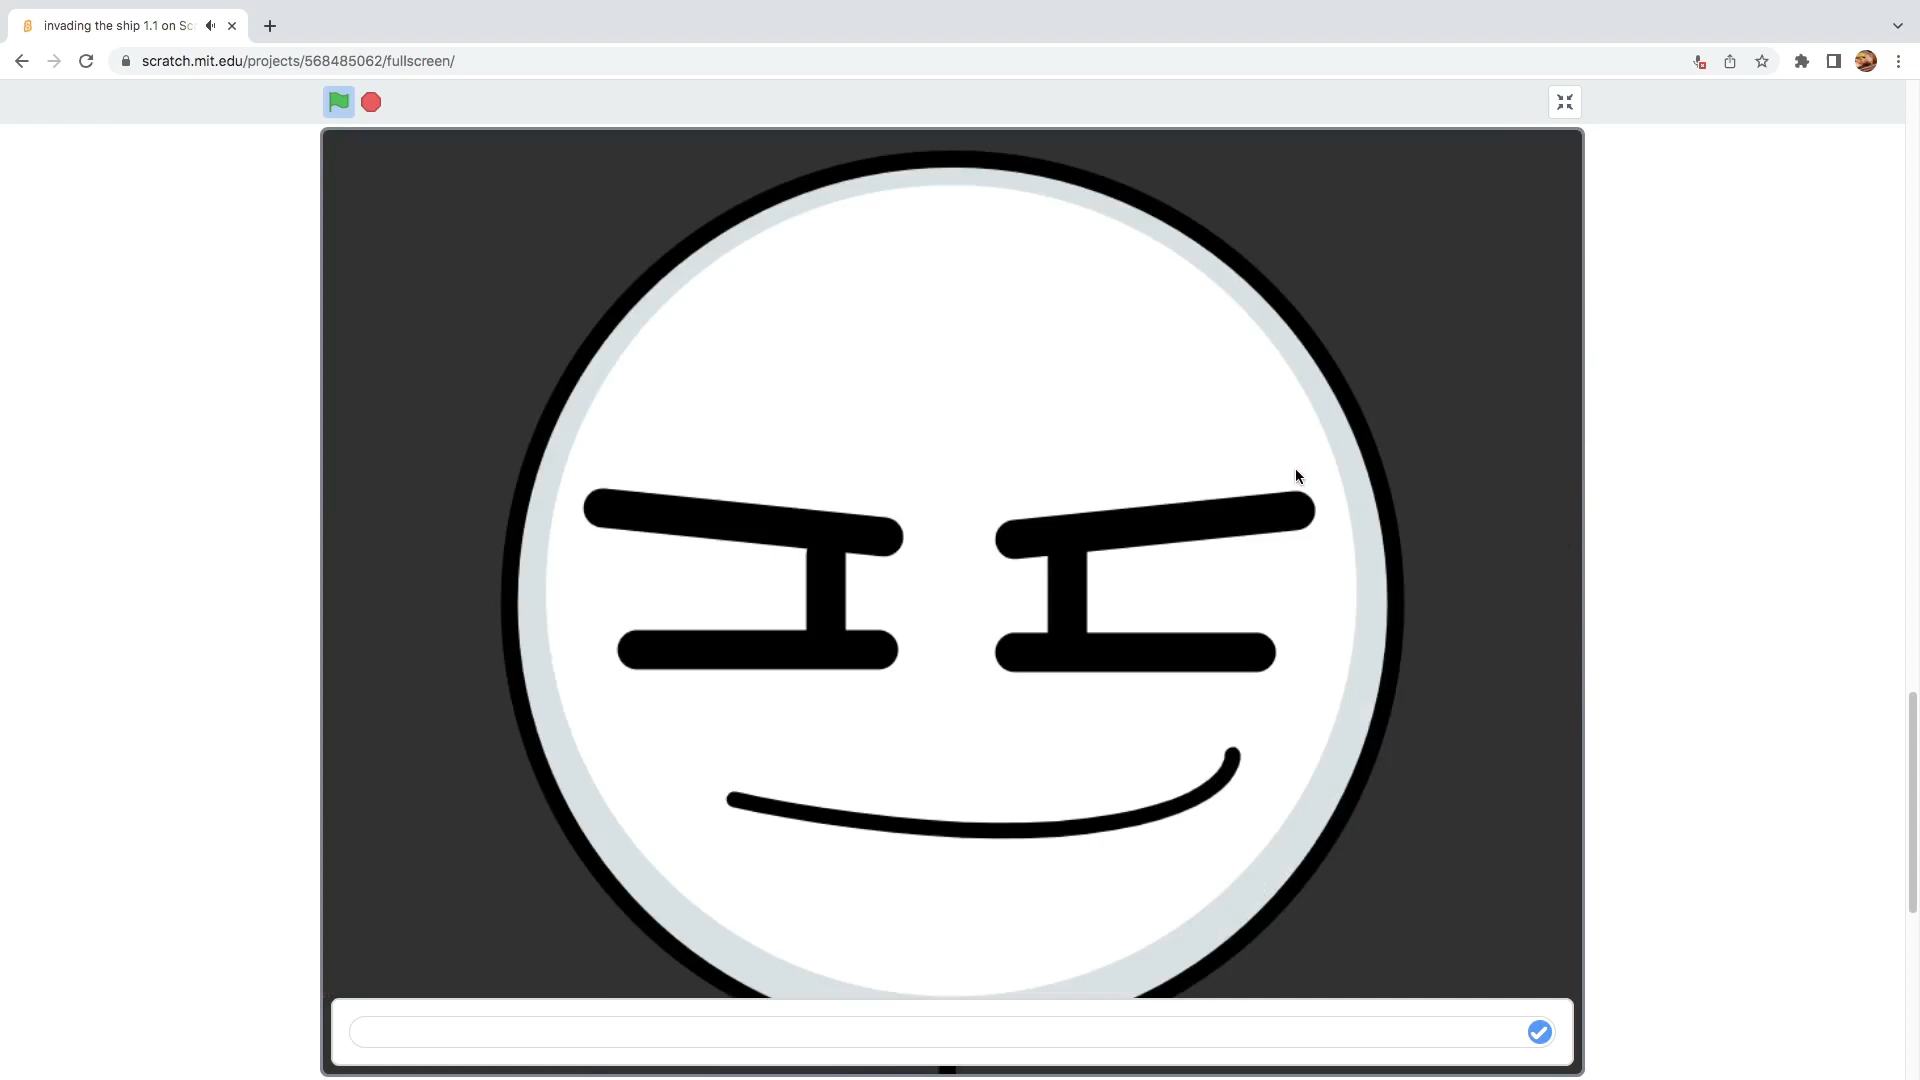 invading the ship 1.1 on Sc
scratch.mit.edu/projects/568485062/fullscreen/